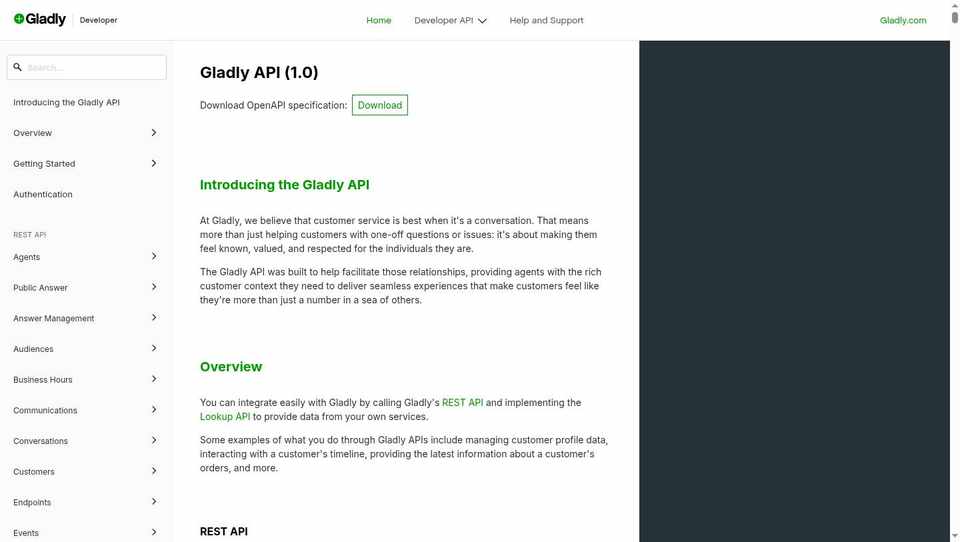 Gladly
Developer
Home
Developer API
Help and Support
Gladly.com
Search...
Introducing the Gladly API
Overview
Getting Started
Authentication
REST API
Agents
Public Answer
Answer Management
Audiences
Business Hours
Communications
Conversations
Customers
Endpoints
Events
Gladly API (1.0)
Download OpenAPI specification: Download
Introducing the Gladly API
At Gladly, we believe that customer service is best when it's a conversation. That means
more than just helping customers with one-off questions or issues: it's about making them
feel known, valued, and respected for the individuals they are.
The Gladly API was built to help facilitate those relationships, providing agents with the rich
customer context they need to deliver seamless experiences that make customers feel like
they're more than just a number in a sea of others.
Overview
You can integrate easily with Gladly by calling Gladly's REST API and implementing the
Lookup API to provide data from your own services.
Some examples of what you do through Gladly APIs include managing customer profile data,
interacting with a customer's timeline, providing the latest information about a customer's
orders, and more.
REST API